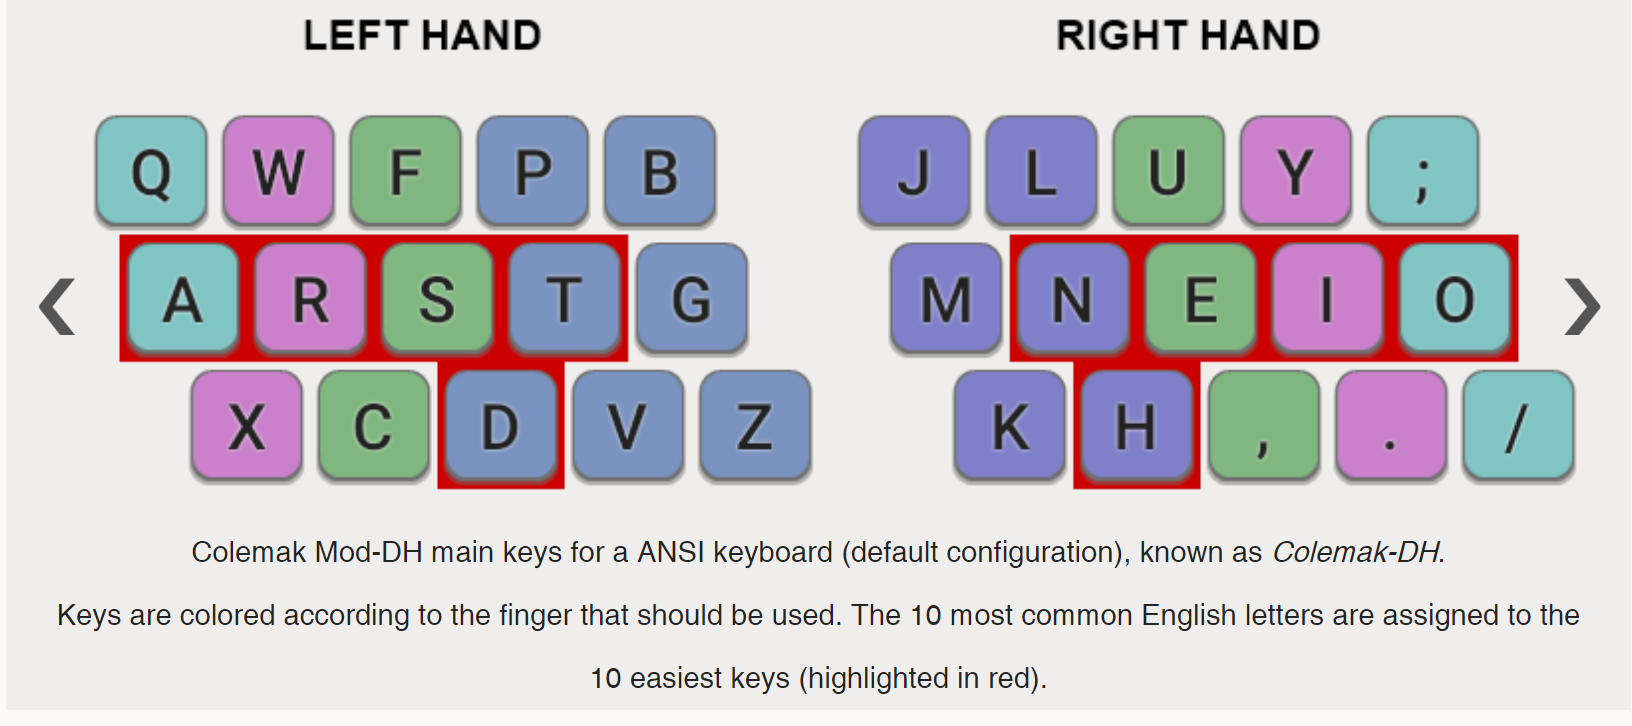 LEFT HAND RIGHT HAND
Q W F P B J L U Y ;
A R S T G M N E I O
X C D V Z K H , . /
Colemak Mod-DH main keys for a ANSI keyboard (default configuration), known as Colemak-DH.
Keys are colored according to the finger that should be used. The 10 most common English letters are assigned to the
10 easiest keys (highlighted in red).